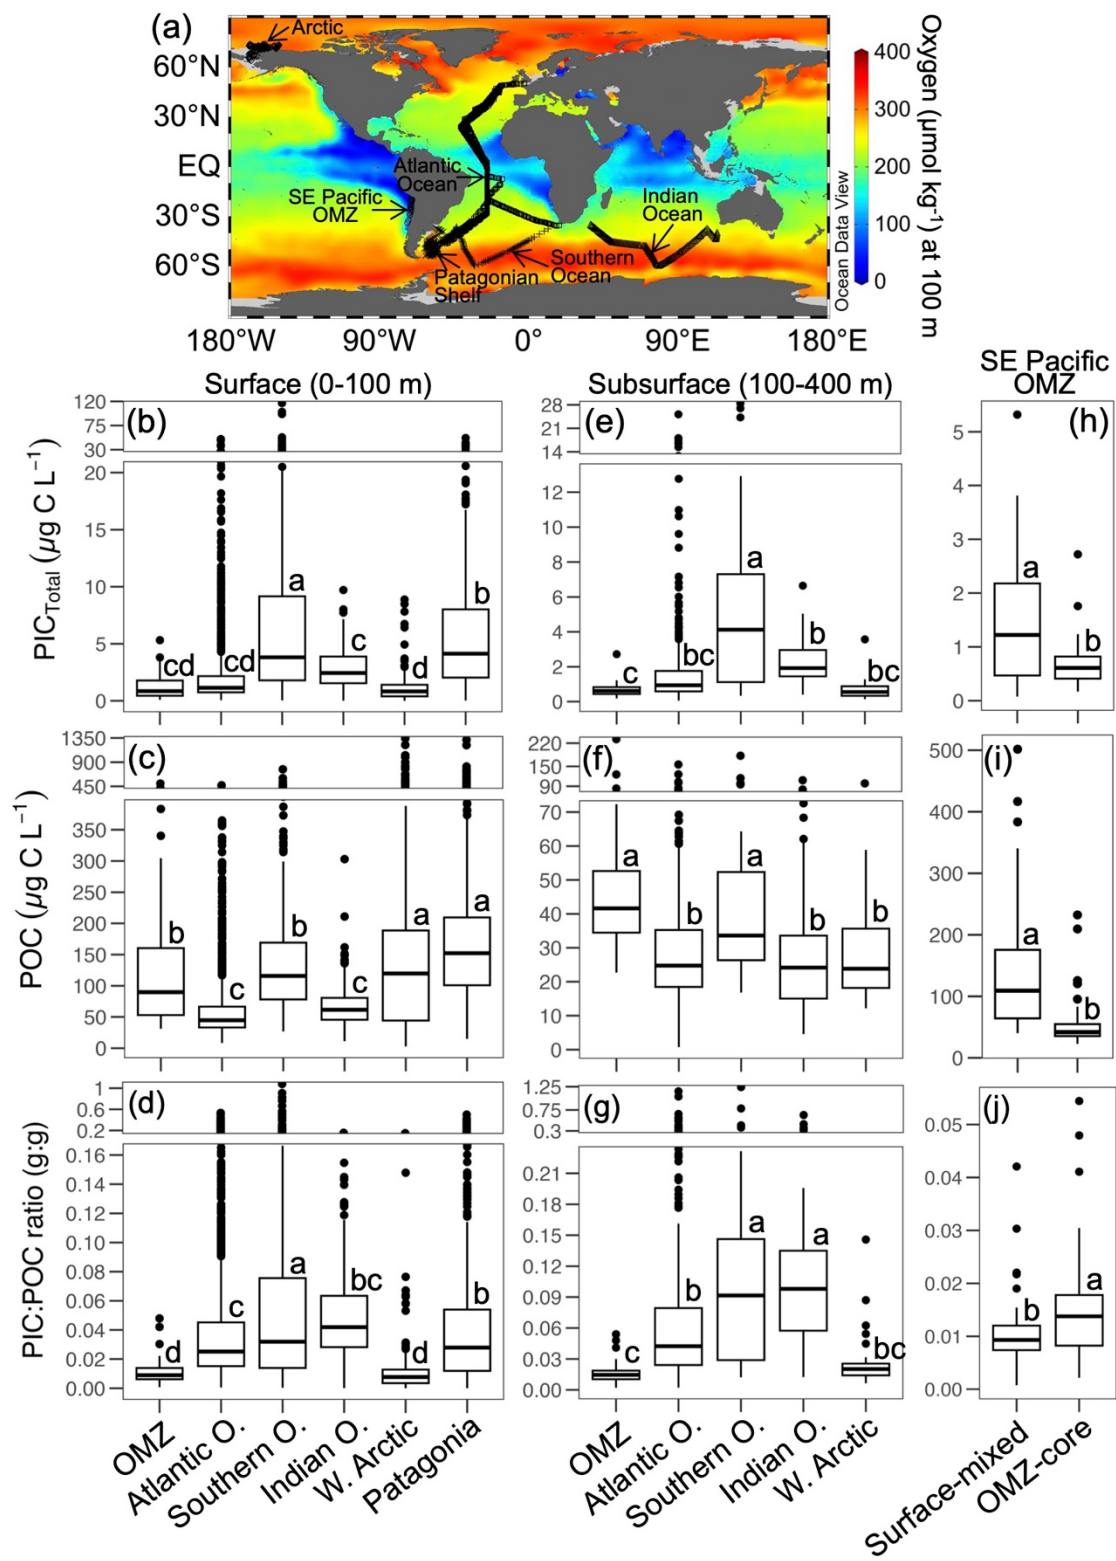 (a)
Arctic
60°N
30°N
EQ
30°S
60°S
Atlantic
Ocean
SE Pacific
OMZ
Indian
Ocean
Southern
Ocean
Patagonian
Shelf
180°W 90°W 0° 90°E 180°E
Ocean Data View
400
300
200
100
0
Oxygen (µmol kg⁻¹) at 100 m
Surface (0-100 m)
Subsurface (100-400 m)
SE Pacific
OMZ
PIC_Total (µg C L⁻¹)
(b)
120
75
30
20
15
10
5
0
cd cd a c d b
(e)
28
21
14
12
10
8
6
4
2
0
c bc a b bc
(h)
5
4
3
2
1
0
a b
POC (µg C L⁻¹)
(c)
1350
900
450
350
300
250
200
150
100
50
0
b c b c a a
(f)
220
150
90
70
60
50
40
30
20
10
0
a b a b b
(i)
500
400
300
200
100
0
a b
PIC:POC ratio (g:g)
(d)
1
0.6
0.2
0.16
0.14
0.12
0.10
0.08
0.06
0.04
0.02
0.00
d c a bc d b
(g)
1.25
0.75
0.3
0.21
0.18
0.15
0.12
0.09
0.06
0.03
0.00
c b a a bc
(j)
0.05
0.04
0.03
0.02
0.01
0.00
b a
OMZ
Atlantic O.
Southern O.
Indian O.
W. Arctic
Patagonia
OMZ
Atlantic O.
Southern O.
Indian O.
W. Arctic
Surface-mixed
OMZ-core